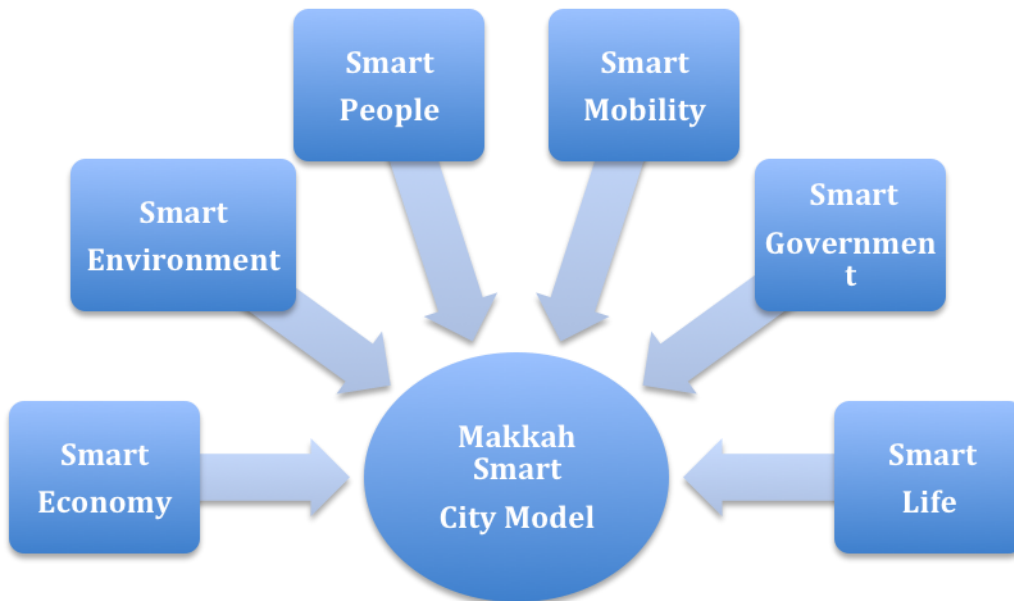 Smart
People
Smart
Mobility
Smart
Environment
Smart
Governmen
t
Smart
Economy
Makkah
Smart
City Model
Smart
Life